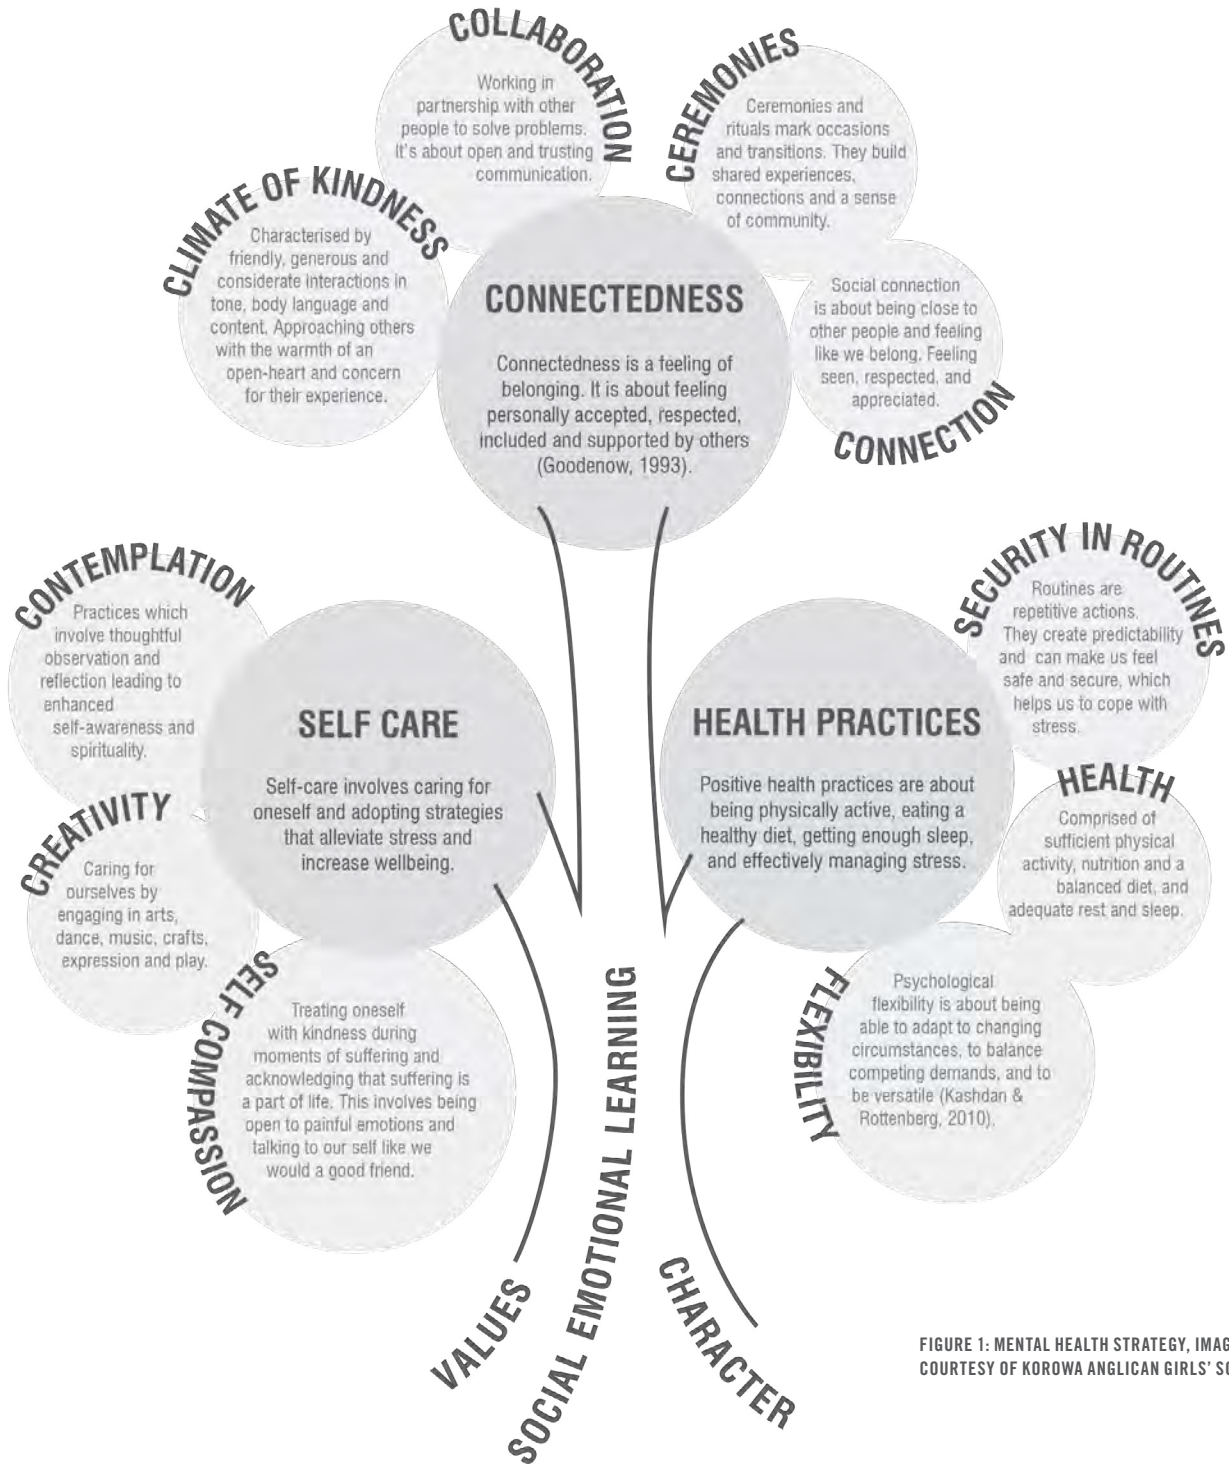 COLLABORATION
Working in
partnership with other
people to solve problems.
It's about open and trusting
communication.
CEREMONIES
Ceremonies and
rituals mark occasions
and transitions. They build
shared experiences,
connections and a sense
of community.
CLIMATE OF KINDNESS
Characterised by
friendly, generous and
considerate interactions in
tone, body language and
content. Approaching others
with the warmth of an
open-heart and concern
for their experience.
CONNECTEDNESS
Connectedness is a feeling of
belonging. It is about feeling
personally accepted, respected,
included and supported by others
(Goodenow, 1993).
Social connection
is about being close to
other people and feeling
like we belong. Feeling
seen, respected, and
appreciated.
CONNECTION
CONTEMPLATION
Practices which
involve thoughtful
observation and
reflection leading to
enhanced
self-awareness and
spirituality.
SELF CARE
Self-care involves caring for
oneself and adopting strategies
that alleviate stress and
increase wellbeing.
CREATIVITY
Caring for
ourselves by
engaging in arts,
dance, music, crafts,
expression and play.
SELF COMPASSION
Treating oneself
with kindness during
moments of suffering and
acknowledging that suffering is
a part of life. This involves being
open to painful emotions and
talking to our self like we
would a good friend.
HEALTH PRACTICES
Positive health practices are about
being physically active, eating a
healthy diet, getting enough sleep,
and effectively managing stress.
SECURITY IN ROUTINES
Routines are
repetitive actions.
They create predictability
and can make us feel
safe and secure, which
helps us to cope with
stress.
HEALTH
Comprised of
sufficient physical
activity, nutrition and a
balanced diet, and
adequate rest and sleep.
FLEXIBILITY
Psychological
flexibility is about being
able to adapt to changing
circumstances, to balance
competing demands, and to
be versatile (Kashdan &
Rottenberg, 2010).
VALUES
SOCIAL EMOTIONAL LEARNING
CHARACTER
FIGURE 1: MENTAL HEALTH STRATEGY,
COURTESY OF KOROWA ANGLICAN GIRLS'